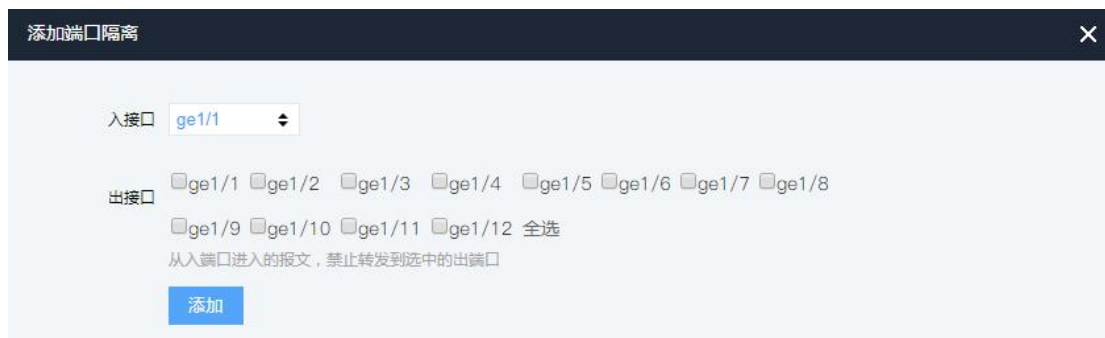 添加端口隔离
入接口 ge1/1
出接口 ge1/1 ge1/2 ge1/3 ge1/4 ge1/5 ge1/6 ge1/7 ge1/8
ge1/9 ge1/10 ge1/11 ge1/12 全选
从入端口进入的报文，禁止转发到选中的出端口
添加